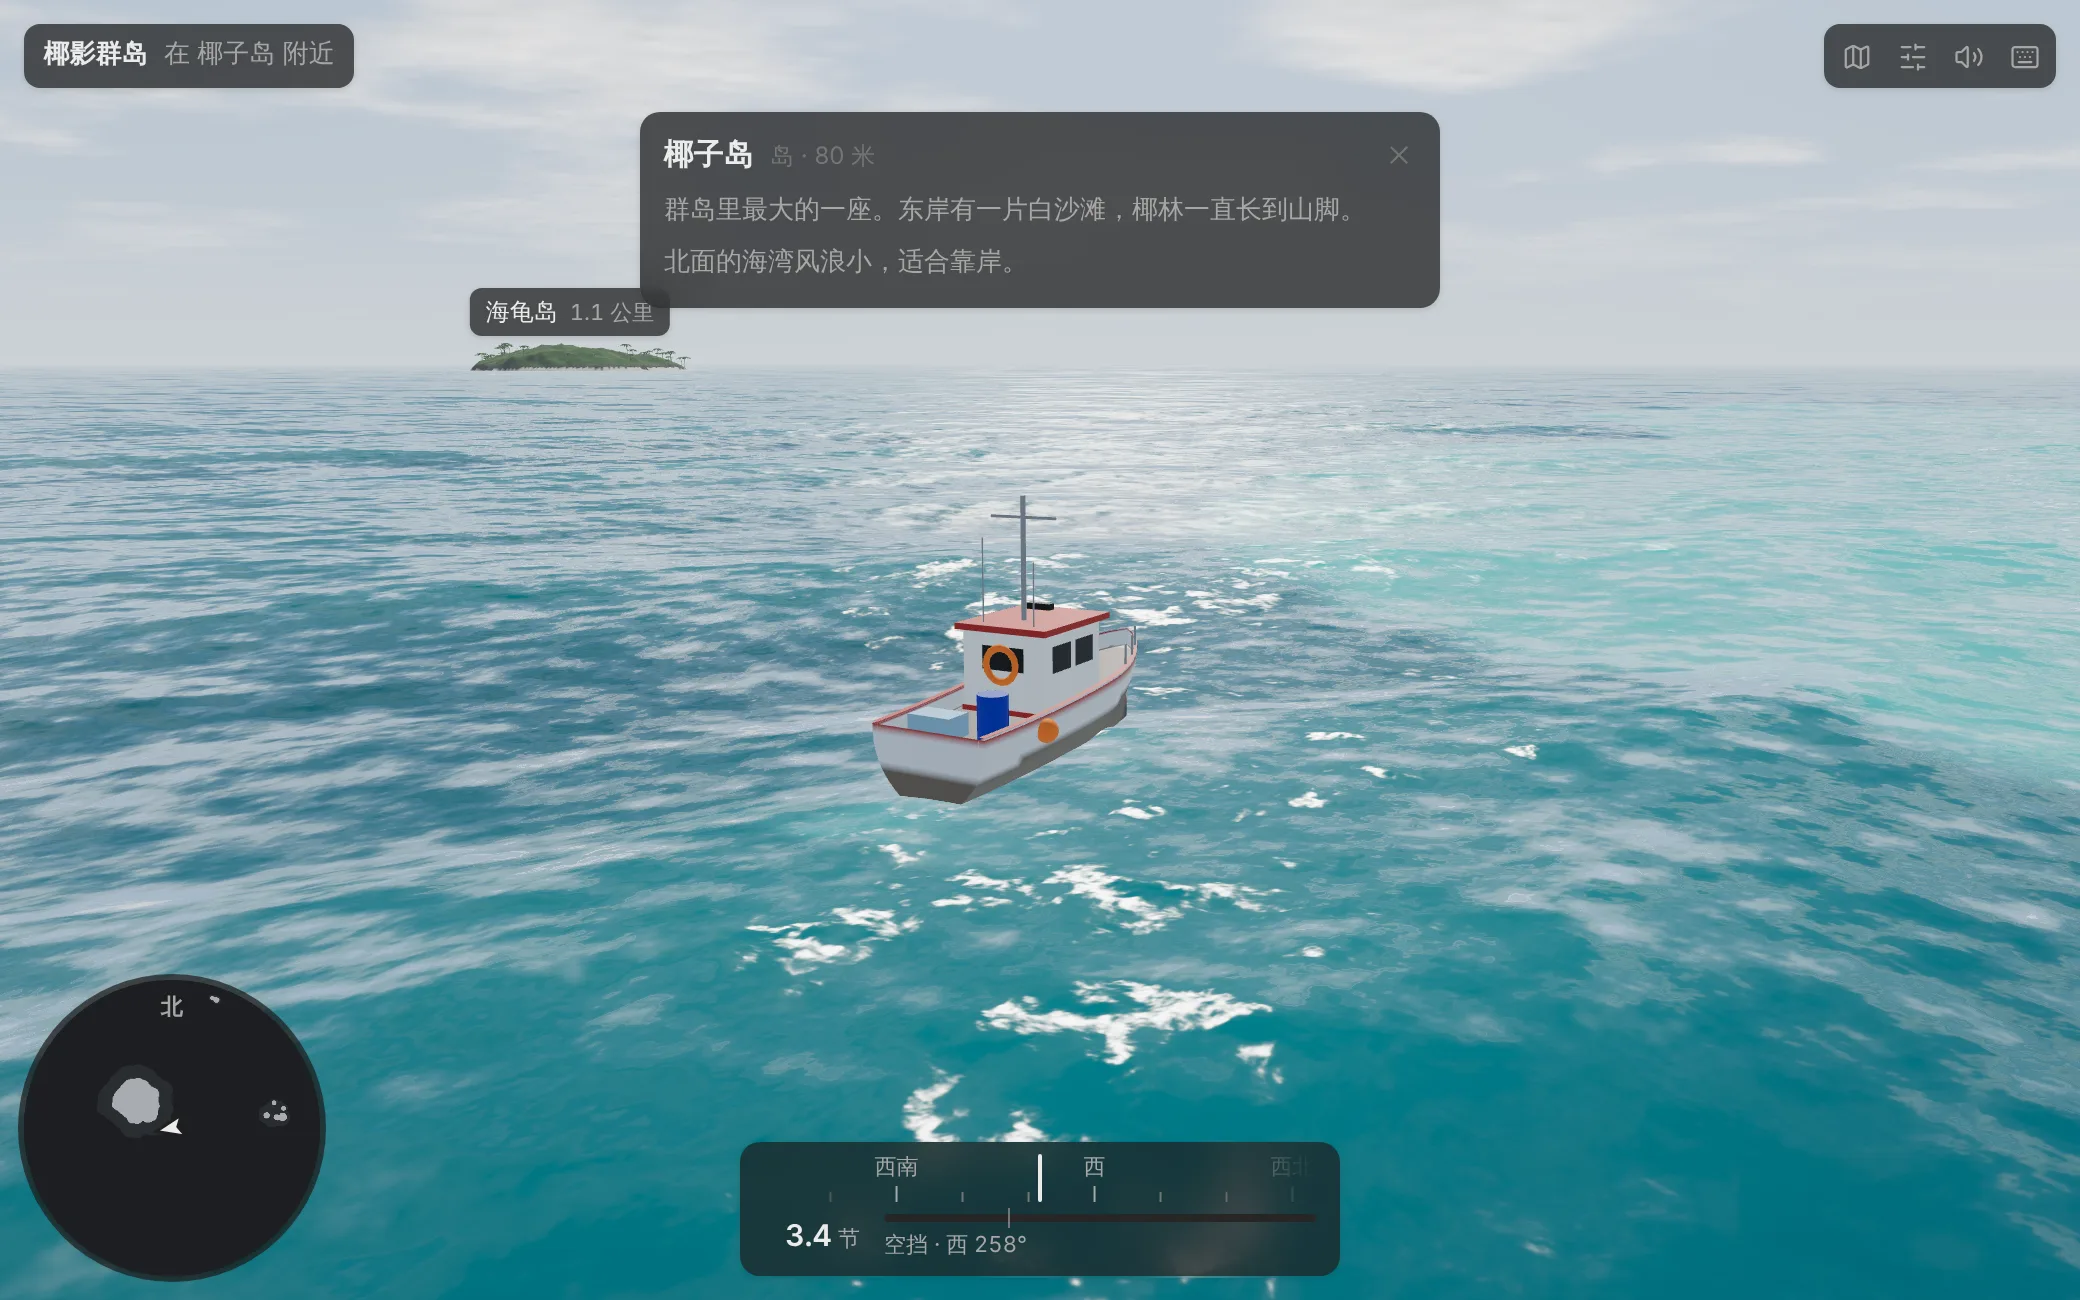 椰影群岛 在 椰子岛 附近
椰子岛 岛 · 80 米
群岛里最大的一座。东岸有一片白沙滩，椰林一直长到山脚。
北面的海湾风浪小，适合靠岸。
海龟岛 1.1 公里
北
西南 西 西北
3.4 节
空挡 · 西 258°